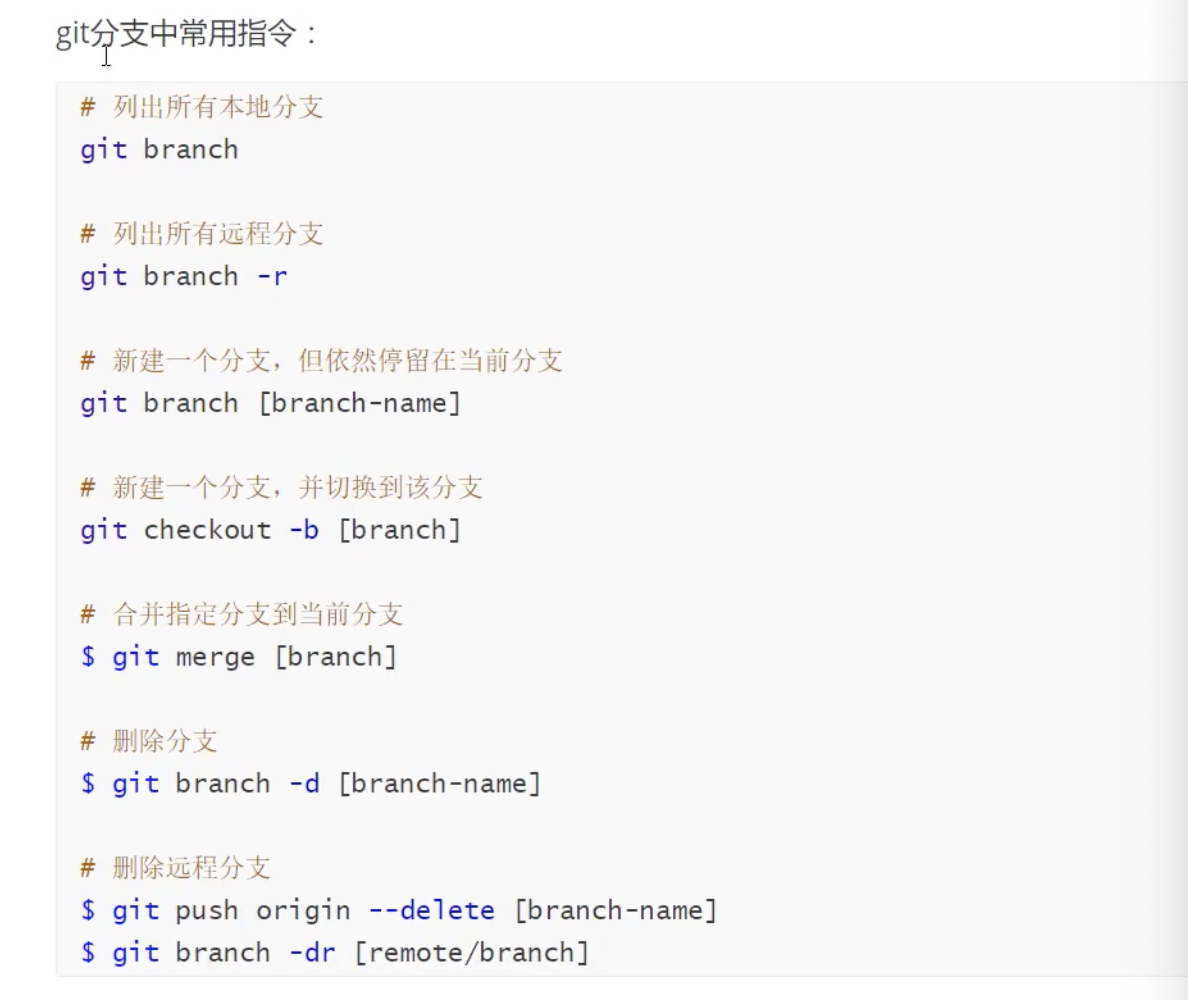 git分支中常用指令：
# 列出所有本地分支
git branch
# 列出所有远程分支
git branch -r
# 新建一个分支，但依然停留在当前分支
git branch [branch-name]
# 新建一个分支，并切换到该分支
git checkout -b [branch]
# 合并指定分支到当前分支
$ git merge [branch]
# 删除分支
$ git branch -d [branch-name]
# 删除远程分支
$ git push origin --delete [branch-name]
$ git branch -dr [remote/branch]